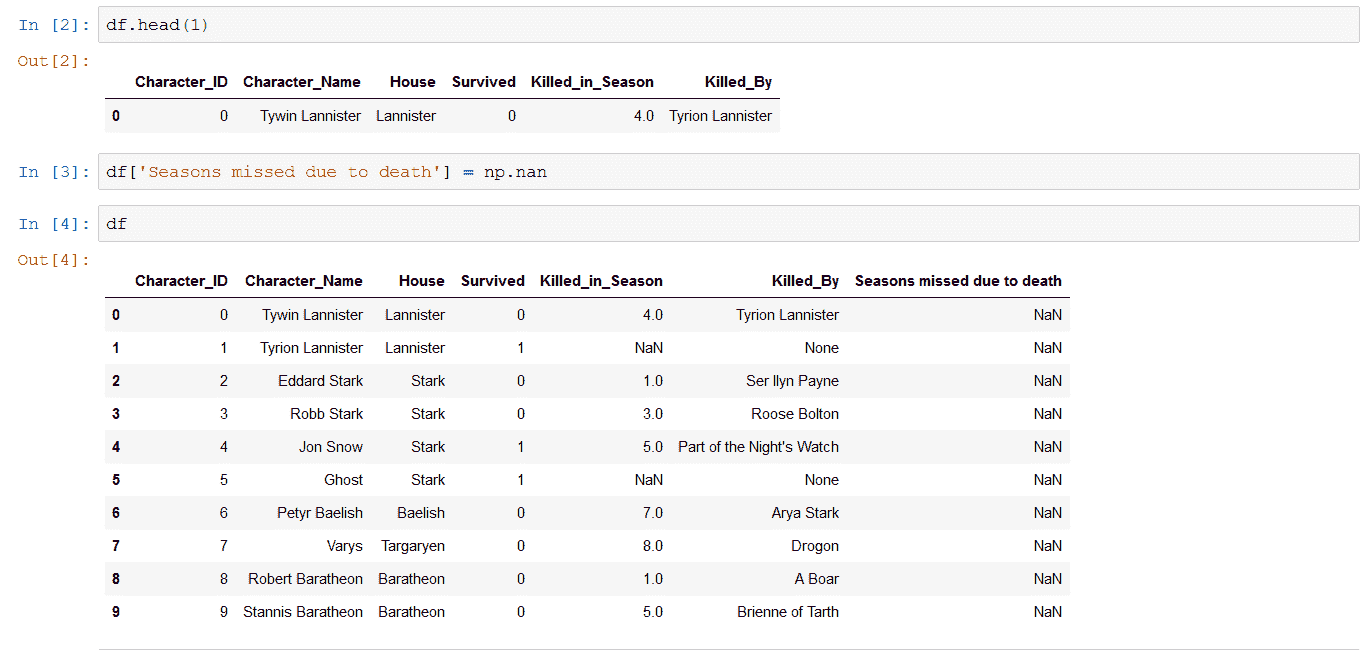 In [2]: df.head(1)
Out[2]:
Character_ID Character_Name House Survived Killed_in_Season Killed_By
0 0 Tywin Lannister Lannister 0 4.0 Tyrion Lannister
In [3]: df['Seasons missed due to death'] = np.nan
In [4]: df
Out[4]:
Character_ID Character_Name House Survived Killed_in_Season Killed_By Seasons missed due to death
0 0 Tywin Lannister Lannister 0 4.0 Tyrion Lannister NaN
1 1 Tyrion Lannister Lannister 1 NaN None NaN
2 2 Eddard Stark Stark 0 1.0 Ser Ilyn Payne NaN
3 3 Robb Stark Stark 0 3.0 Roose Bolton NaN
4 4 Jon Snow Stark 1 5.0 Part of the Night's Watch NaN
5 5 Ghost Stark 1 NaN None NaN
6 6 Petyr Baelish Baelish 0 7.0 Arya Stark NaN
7 7 Varys Targaryen 0 8.0 Drogon NaN
8 8 Robert Baratheon Baratheon 0 1.0 A Boar NaN
9 9 Stannis Baratheon Baratheon 0 5.0 Brienne of Tarth NaN